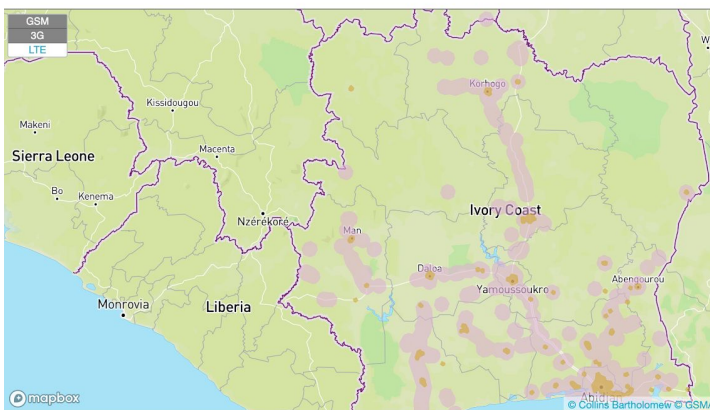 GSM
3G
LTE
W
Korhogo
Kissidougou
Makeni
Macenta
Sierra Leone
Bo
Kenema
Nzérékoré
Ivory Coast
Man
Daloa
Abengourou
Yamoussoukro
Monrovia
Liberia
Abidjan
mapbox
© Collins Bartholomew © GSMA